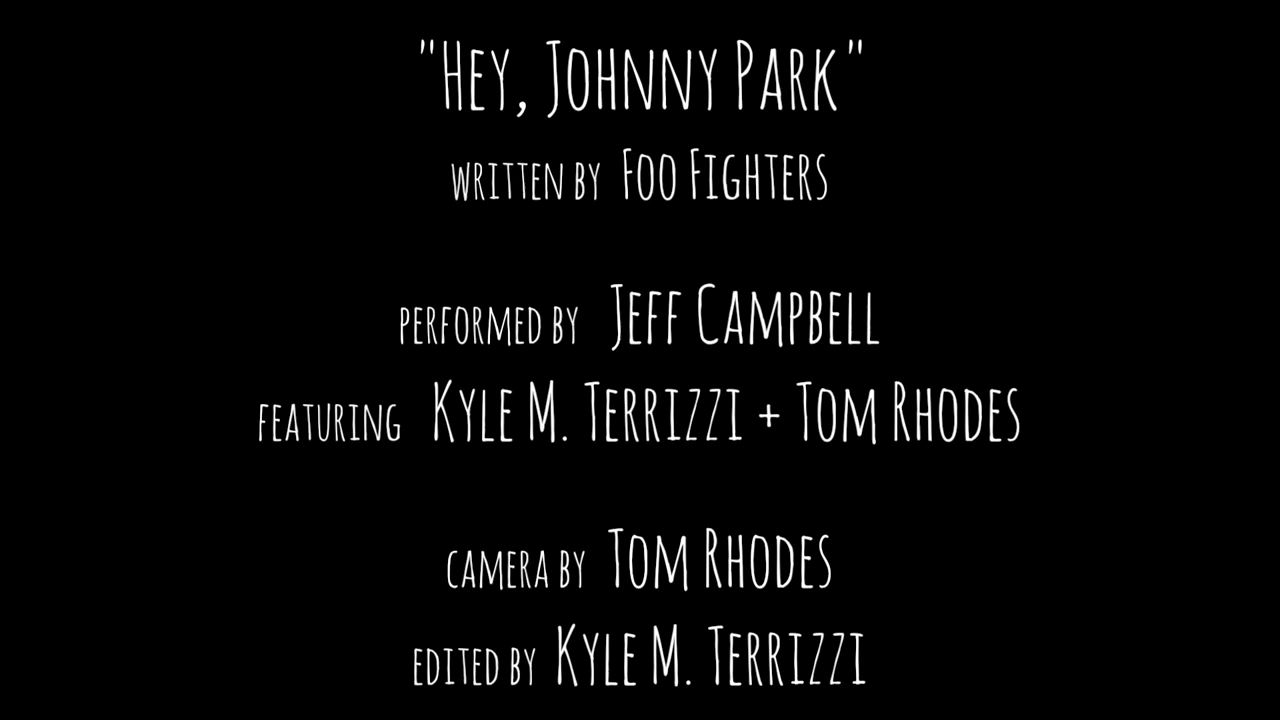 "Hey, Johnny Park"
written by Foo Fighters
performed by Jeff Campbell
featuring Kyle M. Terrizzi + Tom Rhodes
camera by Tom Rhodes
edited by Kyle M. Terrizzi